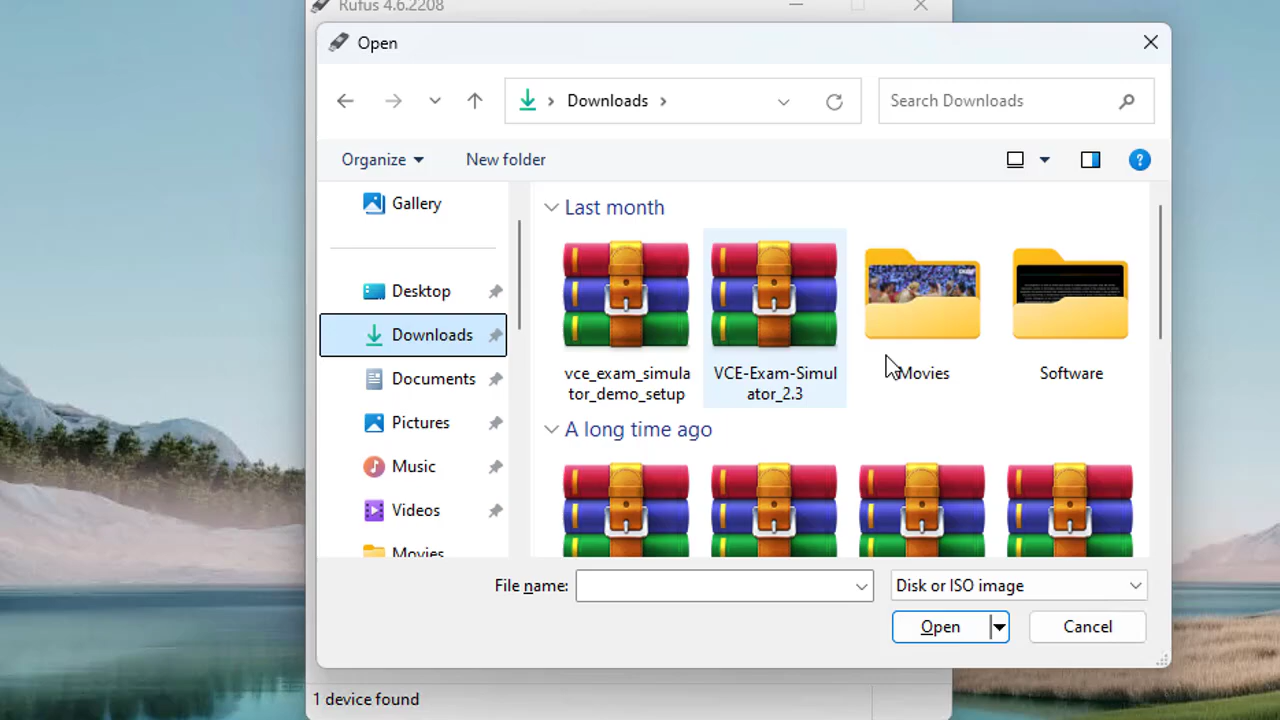 Rufus 4.6.2208
Open
Downloads
Search Downloads
Organize
New folder
Gallery
Desktop
Downloads
Documents
Pictures
Music
Videos
Movies
Last month
vce_exam_simula
tor_demo_setup
VCE-Exam-Simul
ator_2.3
Movies
Software
A long time ago
File name:
Disk or ISO image
Open
Cancel
1 device found